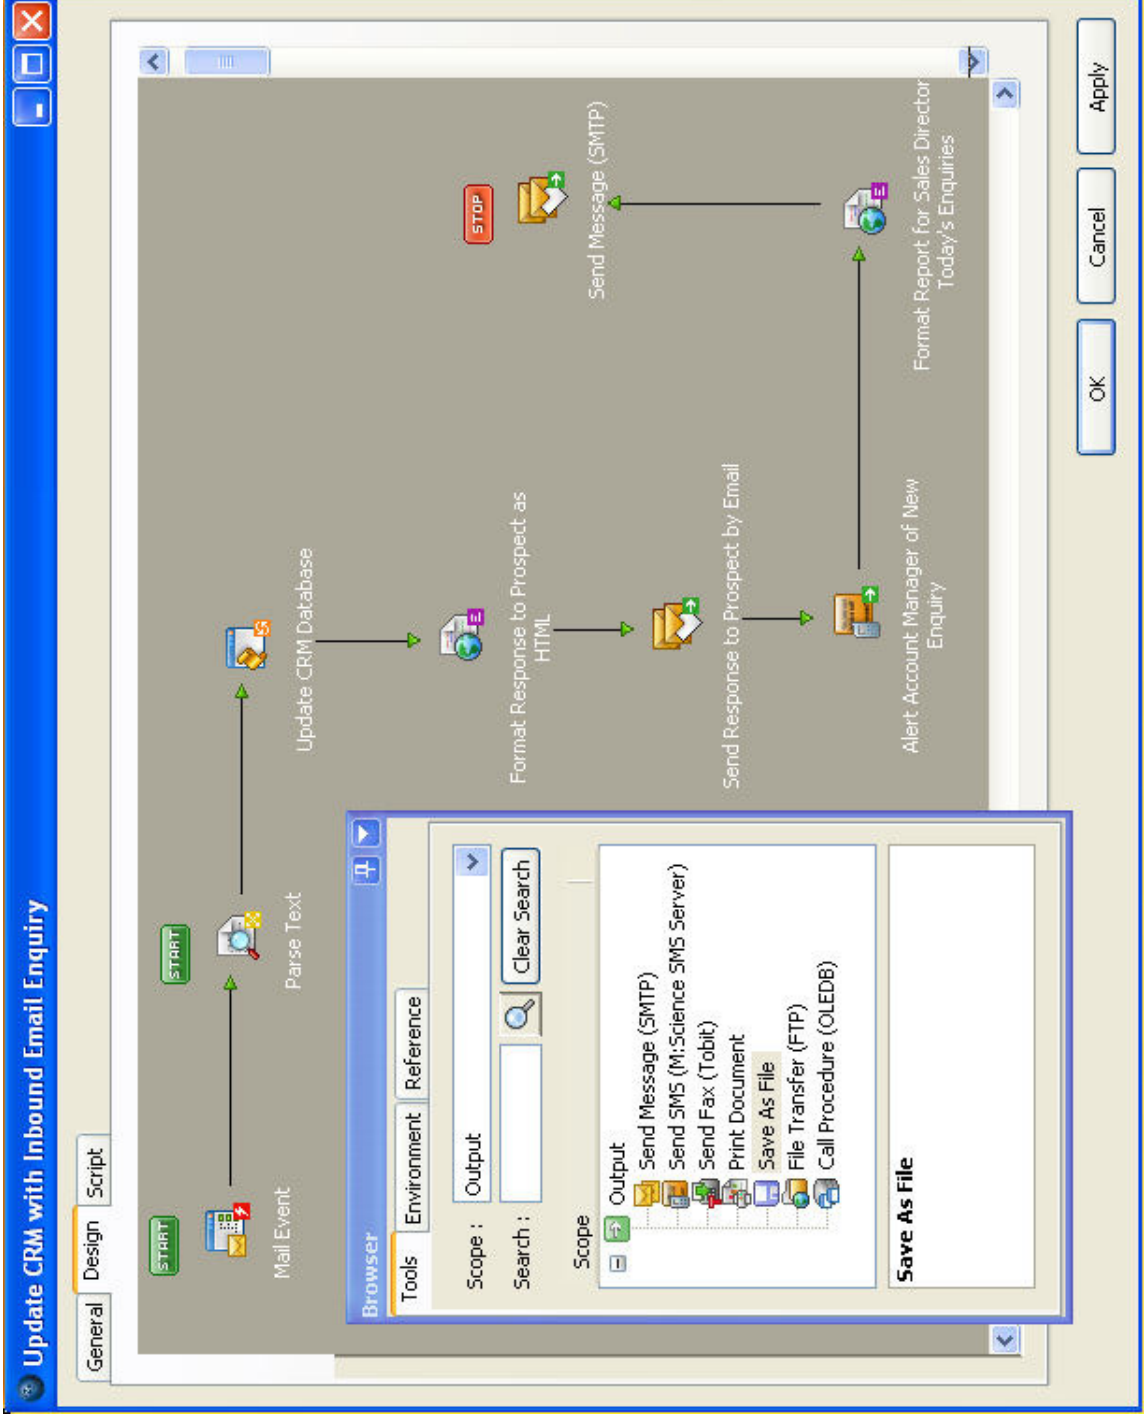 Update CRM with Inbound Email Enquiry
General
Design
Script
START
Mail Event
START
Parse Text
Update CRM Database
Format Response to Prospect as
HTML
Send Response to Prospect by Email
Alert Account Manager of New
Enquiry
STOP
Send Message (SMTP)
Format Report for Sales Director
Today's Enquiries
Browser
Tools
Environment
Reference
Scope :
Output
Search :
Clear Search
Scope
Output
Send Message (SMTP)
Send SMS (M:Science SMS Server)
Send Fax (Tobit)
Print Document
Save As File
File Transfer (FTP)
Call Procedure (OLEDB)
Save As File
OK
Cancel
Apply